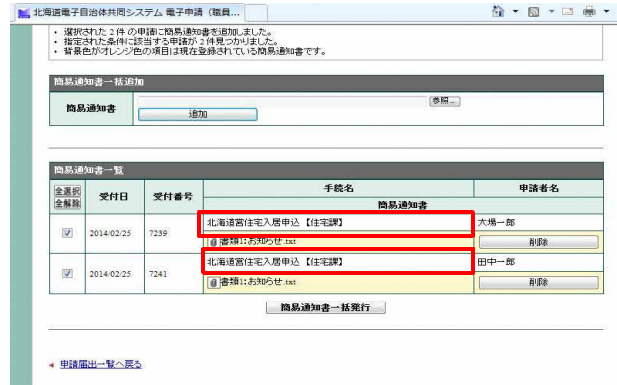 北海道電子自治体共同システム 電子申請（職員...
・ 選択された 2 件 の申請に簡易通知書を追加しました。
・ 指定された条件に該当する申請が 2 件見つかりました。
・ 背景色がオレンジ色の項目は現在登録されている簡易通知書です。
簡易通知書一括追加
簡易通知書
参照...
追加
簡易通知書一覧
全選択
全解除
受付日
受付番号
手続名
申請者名
簡易通知書
2014/02/25
7239
北海道営住宅入居申込 【住宅課】
大場一郎
書類1:お知らせ.txt
削除
2014/02/25
7241
北海道営住宅入居申込 【住宅課】
田中一郎
書類1:お知らせ.txt
削除
簡易通知書一括発行
申請届出一覧へ戻る